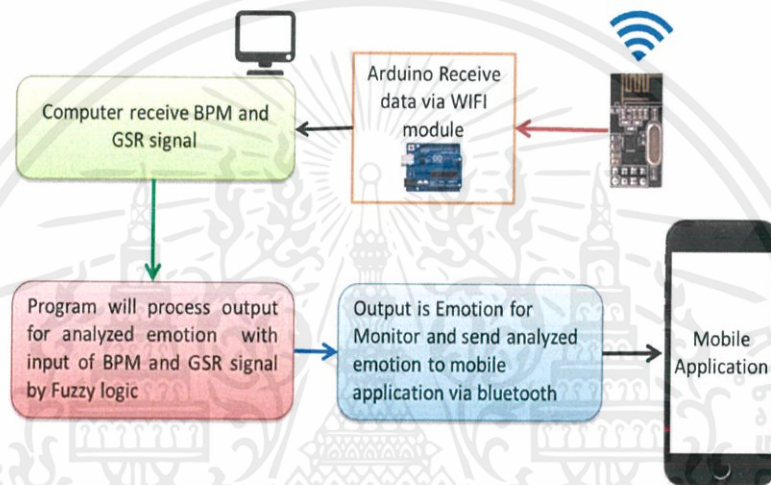 Arduino Receive
data via WIFI
module
Computer receive BPM and
GSR signal
Program will process output
for analyzed emotion with
input of BPM and GSR signal
by Fuzzy logic
Output is Emotion for
Monitor and send analyzed
emotion to mobile
application via bluetooth
Mobile
Application